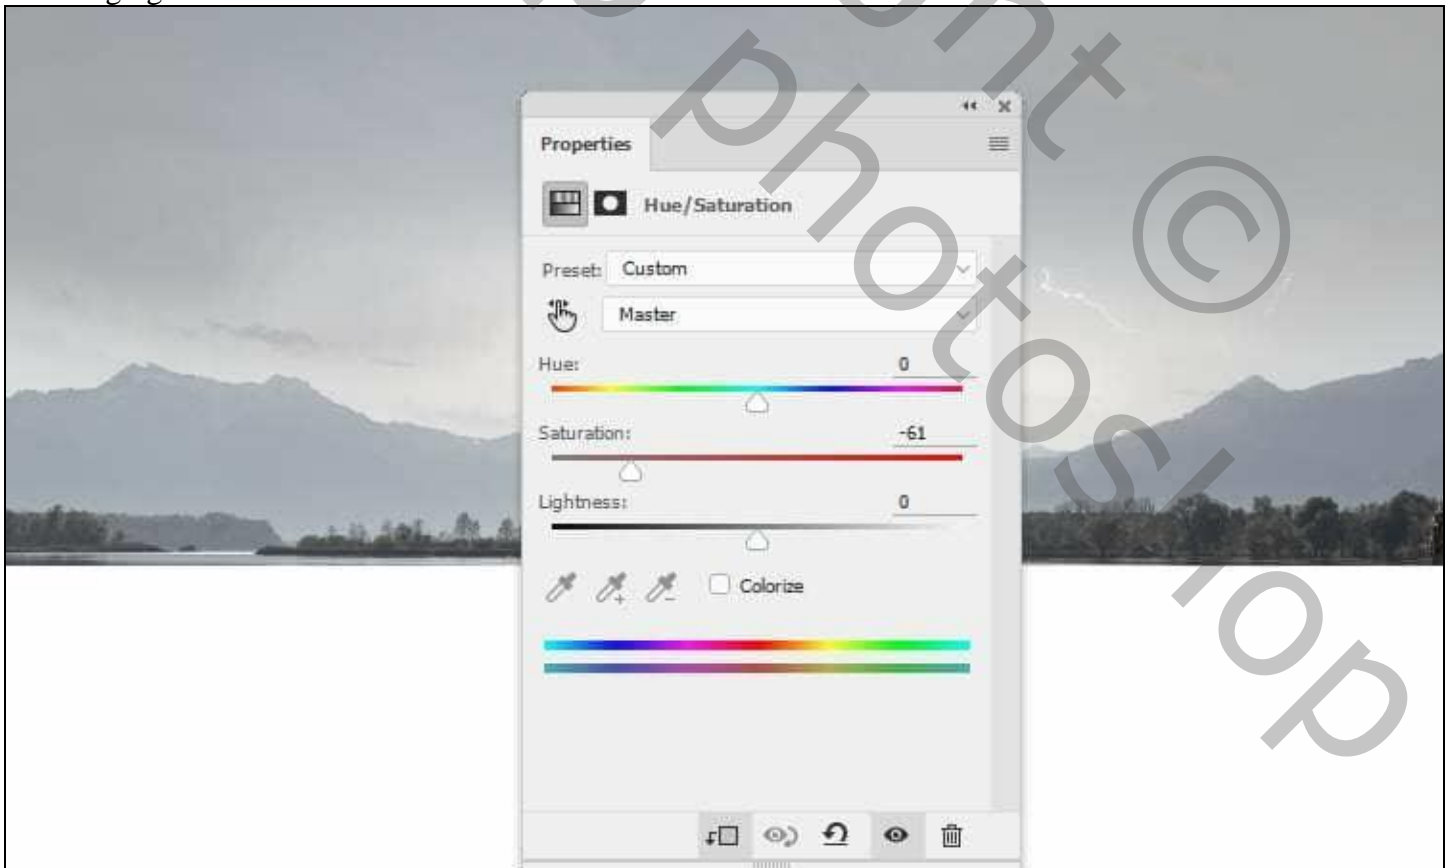 Properties
Hue/Saturation
Preset: Custom
Master
Hue: 0
Saturation: -61
Lightness: 0
Colorize
photoshop
©